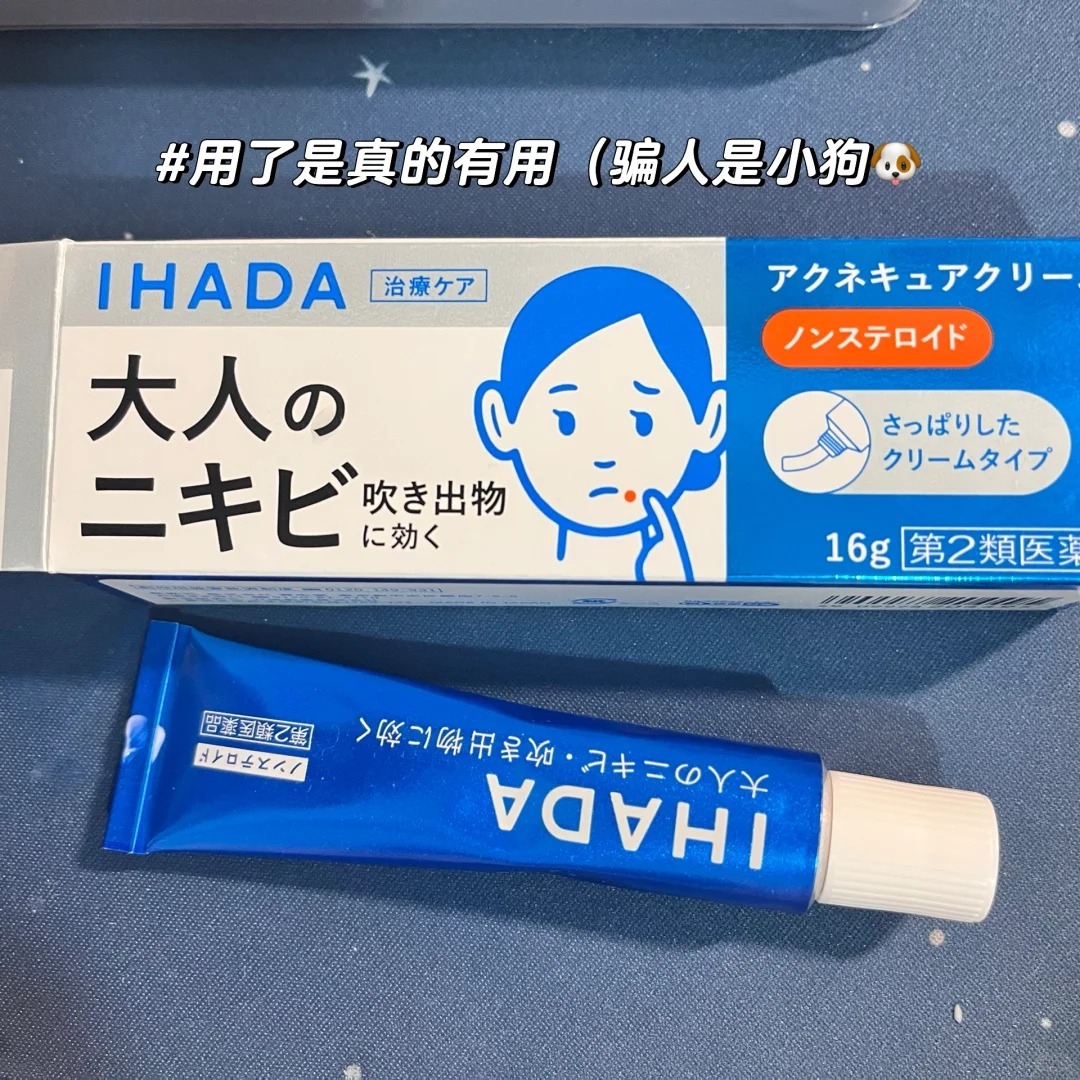 #用了是真的有用（骗人是小狗🐶
IHADA 治療ケア
大人の
ニキビ 吹き出物
に効く
アクネキュアクリー
ノンステロイド
さっぱりした
クリームタイプ
16g 第2類医薬
IHADA
大人のニキビ・吹き出物に効く
ノンステロイド
第2類医薬品